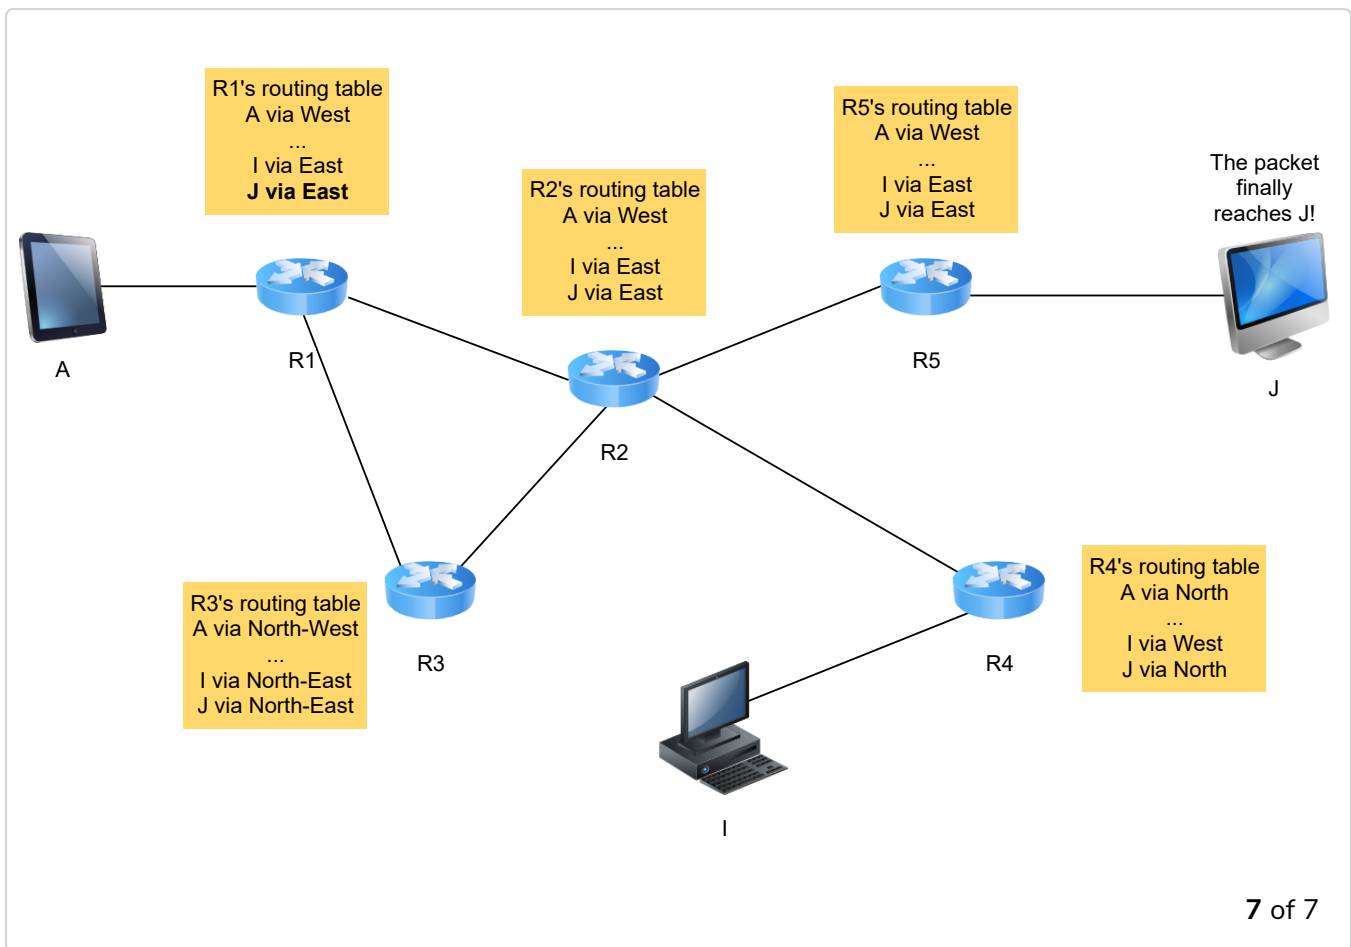 R1's routing table
A via West
...
I via East
J via East
R5's routing table
A via West
...
I via East
J via East
The packet
finally
reaches J!
R2's routing table
A via West
...
I via East
J via East
A
R1
R2
R5
J
R3's routing table
A via North-West
...
I via North-East
J via North-East
R3
R4
R4's routing table
A via North
...
I via West
J via North
I
7 of 7